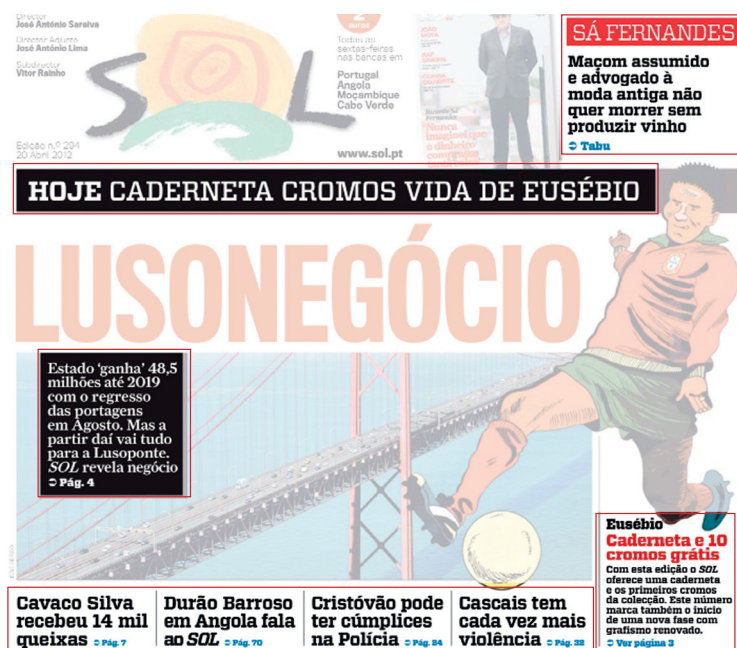 Director
José António Saraiva
Director Adjunto
José António Lima
Subdirector
Vítor Rainho
Edição n.º 294
20 Abril 2012
SOL
2
euros
Todas as
sextas-feiras
nas bancas em
Portugal
Angola
Moçambique
Cabo Verde
www.sol.pt
SÁ FERNANDES
Maçom assumido
e advogado à
moda antiga não
quer morrer sem
produzir vinho
Tabu
HOJE CADERNETA CROMOS VIDA DE EUSÉBIO
LUSONEGÓCIO
Estado ‘ganha’ 48,5
milhões até 2019
com o regresso
das portagens
em Agosto. Mas a
partir daí vai tudo
para a Lusoponte.
SOL revela negócio
Pág. 4
Eusébio
Caderneta e 10
cromos grátis
Com esta edição o SOL
oferece uma caderneta
e os primeiros cromos
da colecção. Este número
marca também o início
de uma nova fase com
grafismo renovado.
Ver página 3
Cavaco Silva
recebeu 14 mil
queixas Pág. 7
Durão Barroso
em Angola fala
ao SOL Pág. 70
Cristóvão pode
ter cúmplices
na Polícia Pág. 24
Cascais tem
cada vez mais
violência Pág. 32